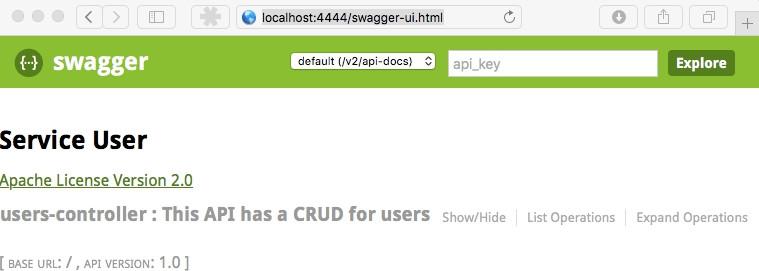 localhost:4444/swagger-ui.html
{···} swagger default (/v2/api-docs) api_key Explore
Service User
Apache License Version 2.0
users-controller : This API has a CRUD for users Show/Hide List Operations Expand Operations
[ BASE URL: / , API VERSION: 1.0 ]